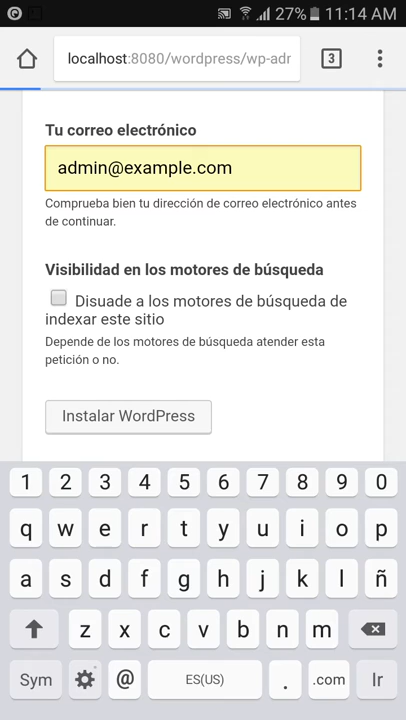 27% 11:14 AM
localhost:8080/wordpress/wp-adr
3
Tu correo electrónico
admin@example.com
Comprueba bien tu dirección de correo electrónico antes
de continuar.
Visibilidad en los motores de búsqueda
Disuade a los motores de búsqueda de
indexar este sitio
Depende de los motores de búsqueda atender esta
petición o no.
Instalar WordPress
1 2 3 4 5 6 7 8 9 0
q w e r t y u i o p
a s d f g h j k l ñ
z x c v b n m
Sym @ ES(US) . .com Ir